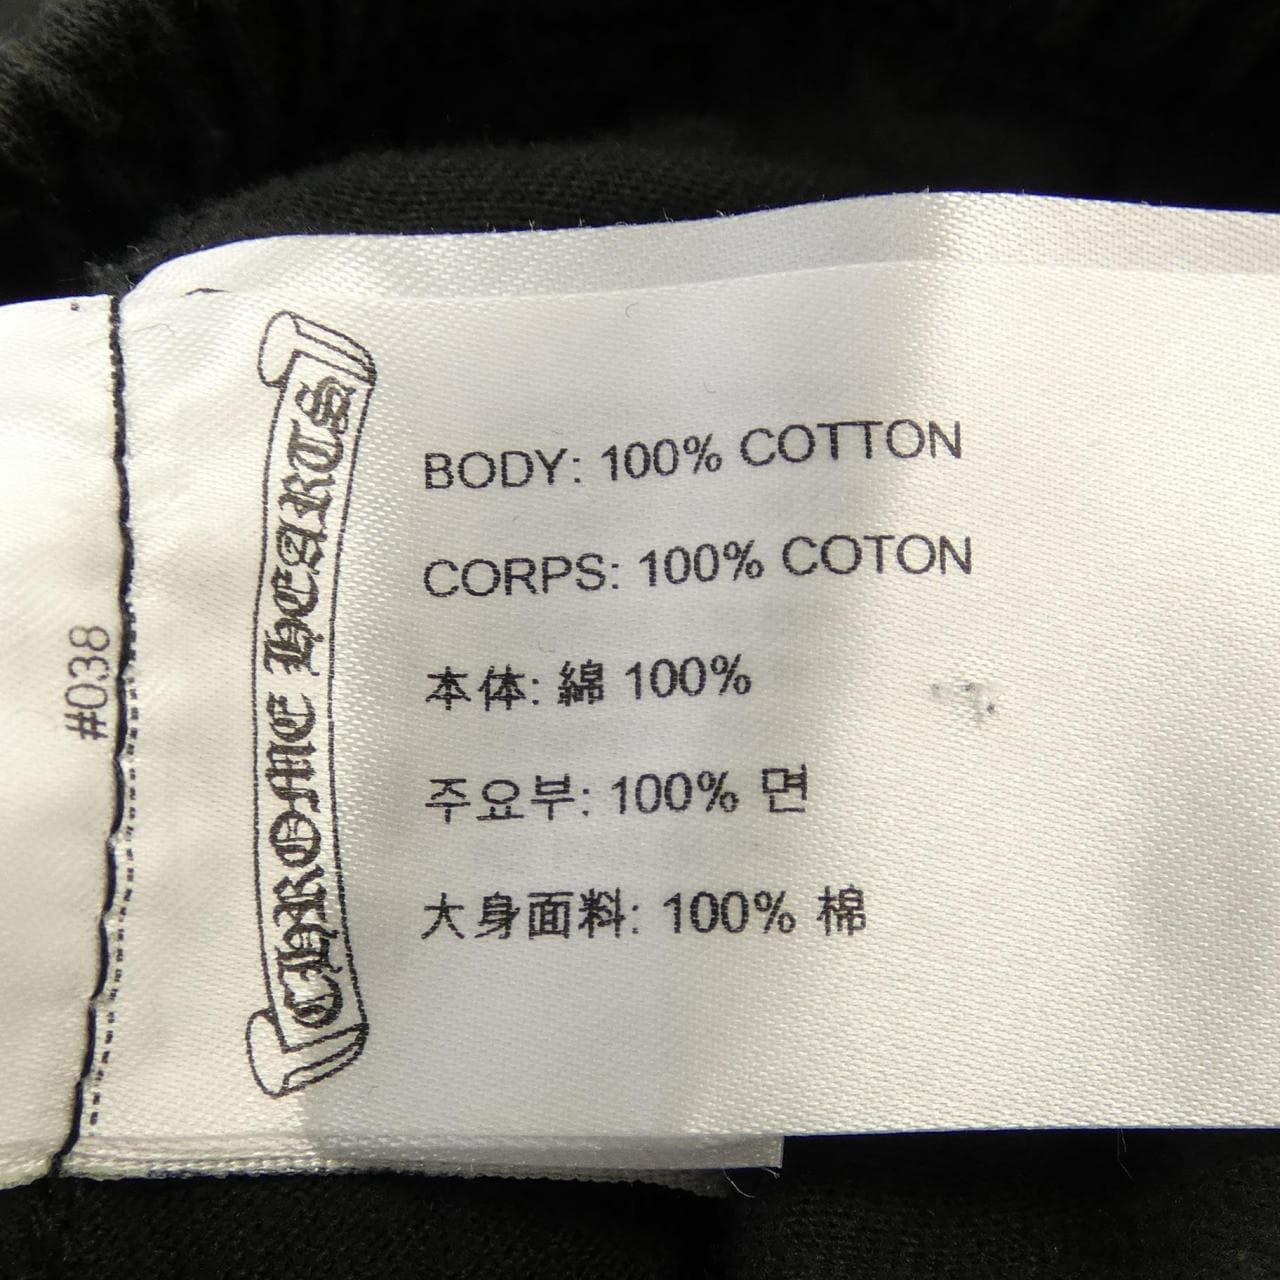 #038
CHROME HEARTS
BODY: 100% COTTON
CORPS: 100% COTON
本体: 綿 100%
주요부: 100% 면
大身面料: 100% 棉